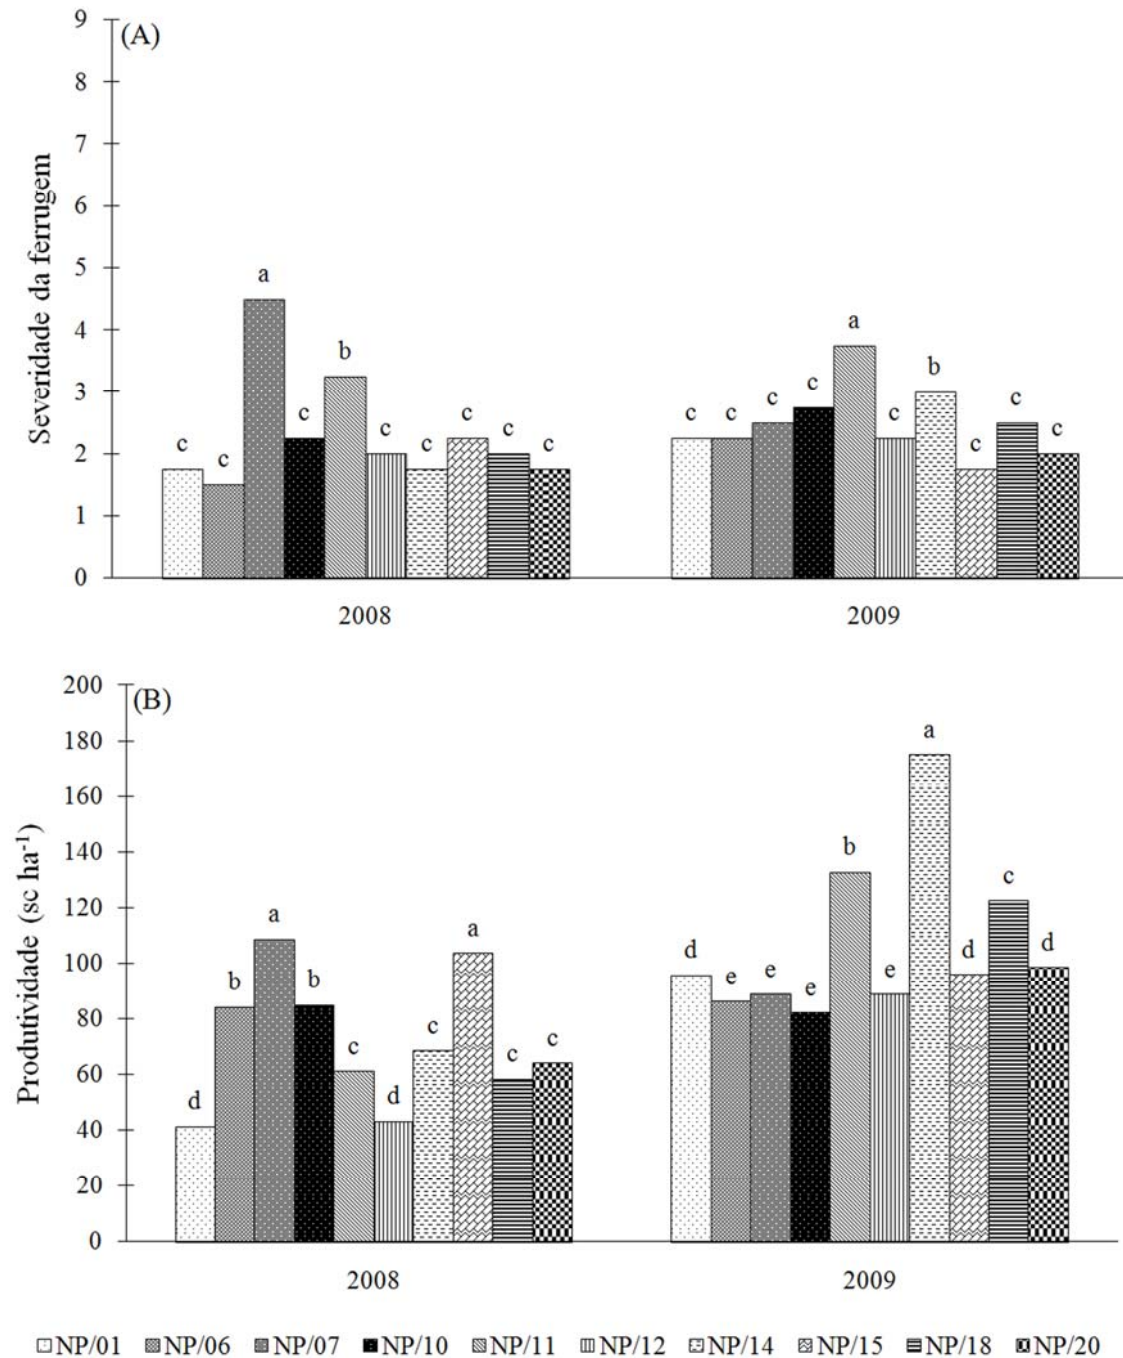 (A)
Severidade da ferrugem
9
8
7
6
5
4
3
2
1
0
c c a c b c c c c c
c c c c a c b c c c
2008 2009
(B)
Produtividade (sc ha-1)
200
180
160
140
120
100
80
60
40
20
0
d b a b c d c a c c
d e e e b e a d c d
2008 2009
NP/01 NP/06 NP/07 NP/10 NP/11 NP/12 NP/14 NP/15 NP/18 NP/20